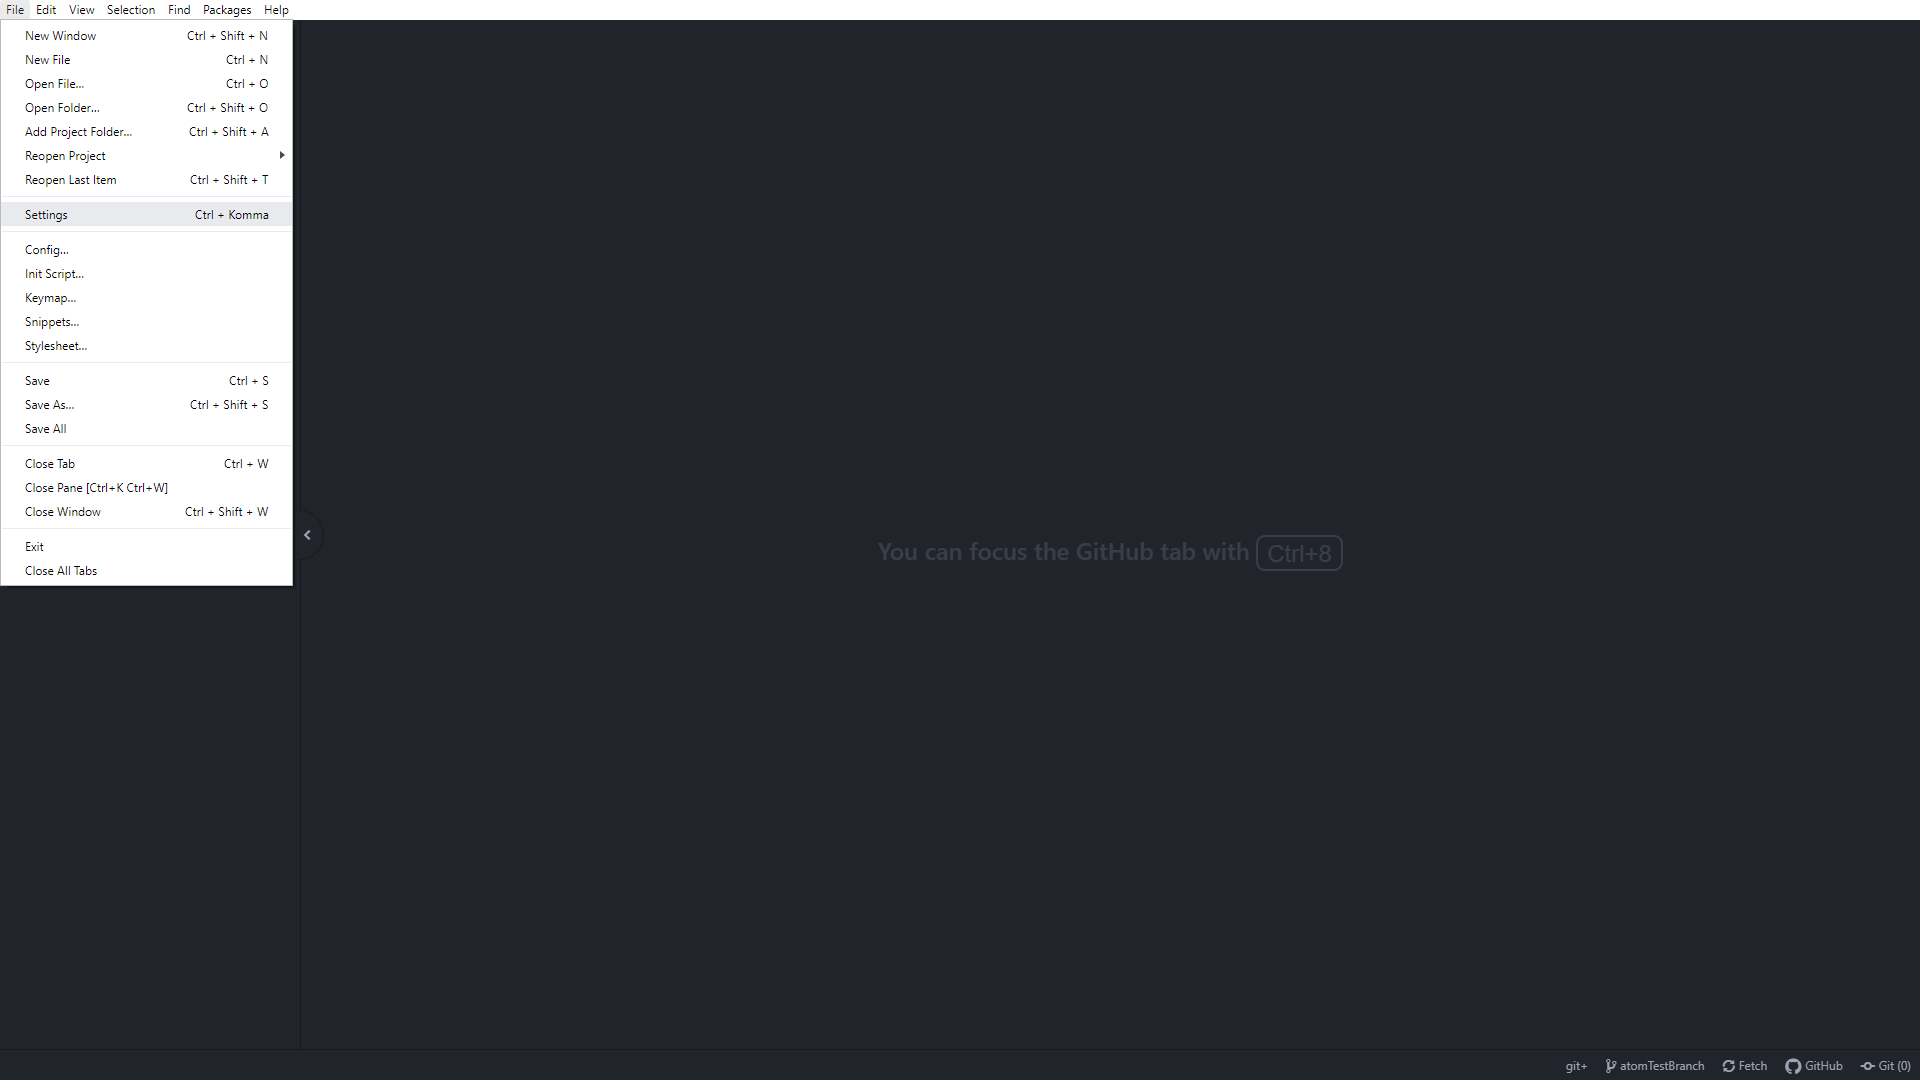 File Edit View Selection Find Packages Help
New Window Ctrl + Shift + N
New File Ctrl + N
Open File... Ctrl + O
Open Folder... Ctrl + Shift + O
Add Project Folder... Ctrl + Shift + A
Reopen Project
Reopen Last Item Ctrl + Shift + T
Settings Ctrl + Komma
Config...
Init Script...
Keymap...
Snippets...
Stylesheet...
Save Ctrl + S
Save As... Ctrl + Shift + S
Save All
Close Tab Ctrl + W
Close Pane [Ctrl+K Ctrl+W]
Close Window Ctrl + Shift + W
Exit
Close All Tabs
You can focus the GitHub tab with Ctrl+8
git+ atomTestBranch Fetch GitHub Git (0)